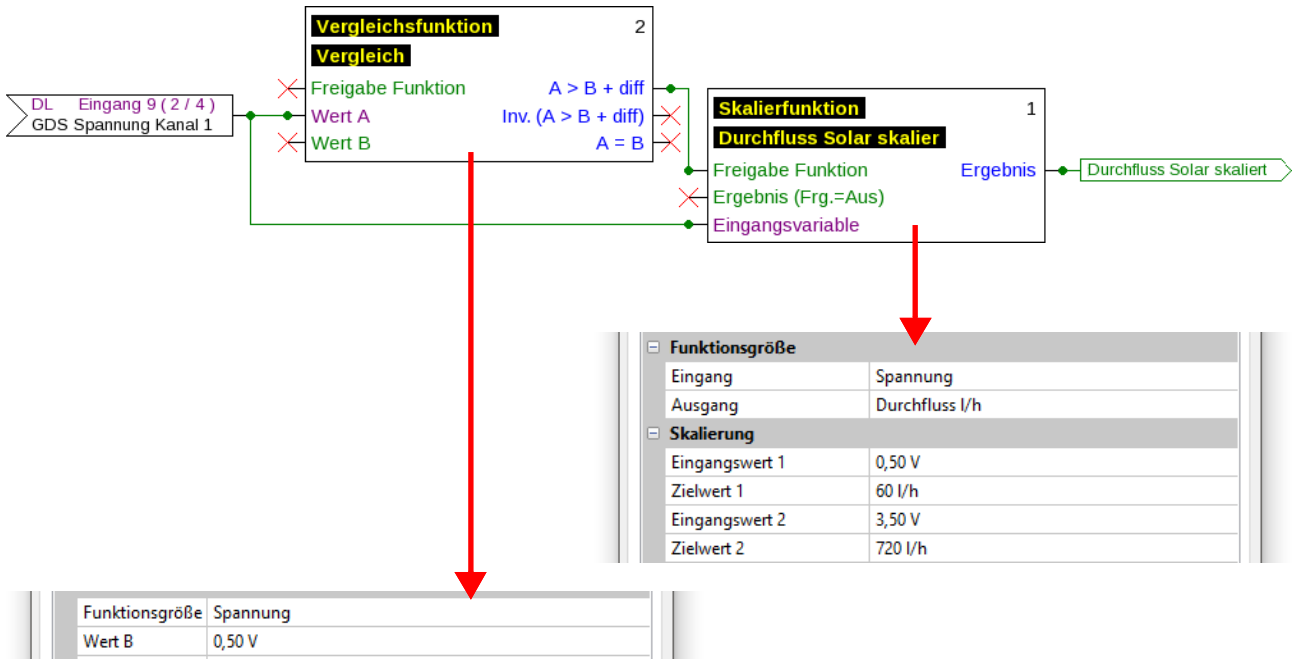 Vergleichsfunktion 2
Vergleich
Freigabe Funktion A > B + diff
Wert A Inv. (A > B + diff)
Wert B A = B
DL Eingang 9 ( 2 / 4 )
GDS Spannung Kanal 1
Skalierfunktion 1
Durchfluss Solar skalier
Freigabe Funktion Ergebnis
Ergebnis (Frg.=Aus)
Eingangsvariable
Durchfluss Solar skaliert
Funktionsgröße
Eingang Spannung
Ausgang Durchfluss l/h
Skalierung
Eingangswert 1 0,50 V
Zielwert 1 60 l/h
Eingangswert 2 3,50 V
Zielwert 2 720 l/h
Funktionsgröße Spannung
Wert B 0,50 V